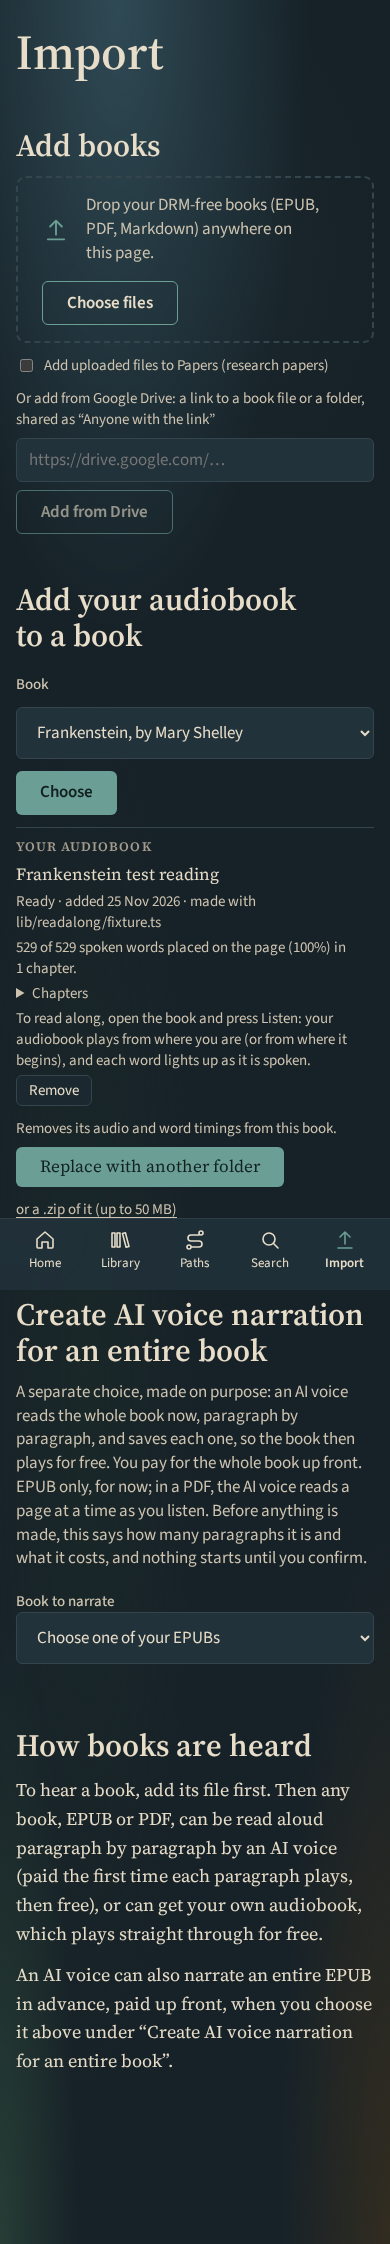 Import
Add books
Drop your DRM-free books (EPUB,
PDF, Markdown) anywhere on
this page.
Choose files
Add uploaded files to Papers (research papers)
Or add from Google Drive: a link to a book file or a folder,
shared as “Anyone with the link”
https://drive.google.com/…
Add from Drive
Add your audiobook
to a book
Book
Frankenstein, by Mary Shelley
Choose
YOUR AUDIOBOOK
Frankenstein test reading
Ready · added 25 Nov 2026 · made with
lib/readalong/fixture.ts
529 of 529 spoken words placed on the page (100%) in
1 chapter.
Chapters
To read along, open the book and press Listen: your
audiobook plays from where you are (or from where it
begins), and each word lights up as it is spoken.
Remove
Removes its audio and word timings from this book.
Replace with another folder
or a .zip of it (up to 50 MB)
Home
Library
Paths
Search
Import
Create AI voice narration
for an entire book
A separate choice, made on purpose: an AI voice
reads the whole book now, paragraph by
paragraph, and saves each one, so the book then
plays for free. You pay for the whole book up front.
EPUB only, for now; in a PDF, the AI voice reads a
page at a time as you listen. Before anything is
made, this says how many paragraphs it is and
what it costs, and nothing starts until you confirm.
Book to narrate
Choose one of your EPUBs
How books are heard
To hear a book, add its file first. Then any
book, EPUB or PDF, can be read aloud
paragraph by paragraph by an AI voice
(paid the first time each paragraph plays,
then free), or can get your own audiobook,
which plays straight through for free.
An AI voice can also narrate an entire EPUB
in advance, paid up front, when you choose
it above under “Create AI voice narration
for an entire book”.